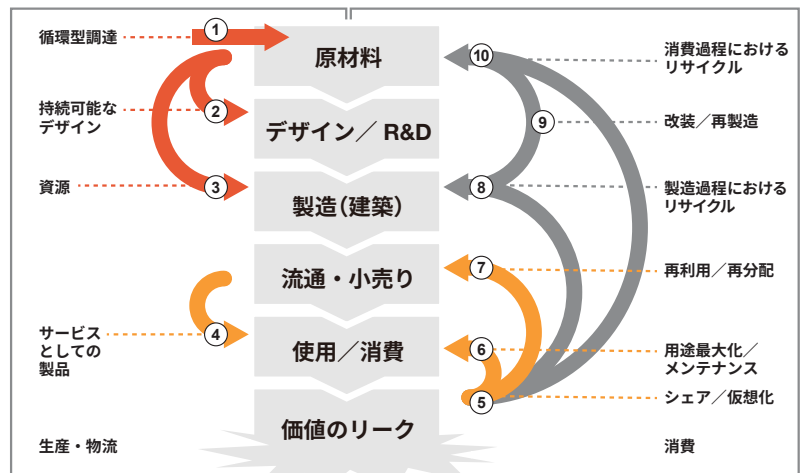 循環型調達
①
原材料
⑩
消費過程における
リサイクル
持続可能な
デザイン
②
デザイン／R&D
⑨
改装／再製造
資源
③
製造（建築）
⑧
製造過程における
リサイクル
流通・小売り
⑦
再利用／再分配
サービス
としての
製品
④
使用／消費
⑥
用途最大化／
メンテナンス
⑤
シェア／仮想化
価値のリーク
生産・物流
消費